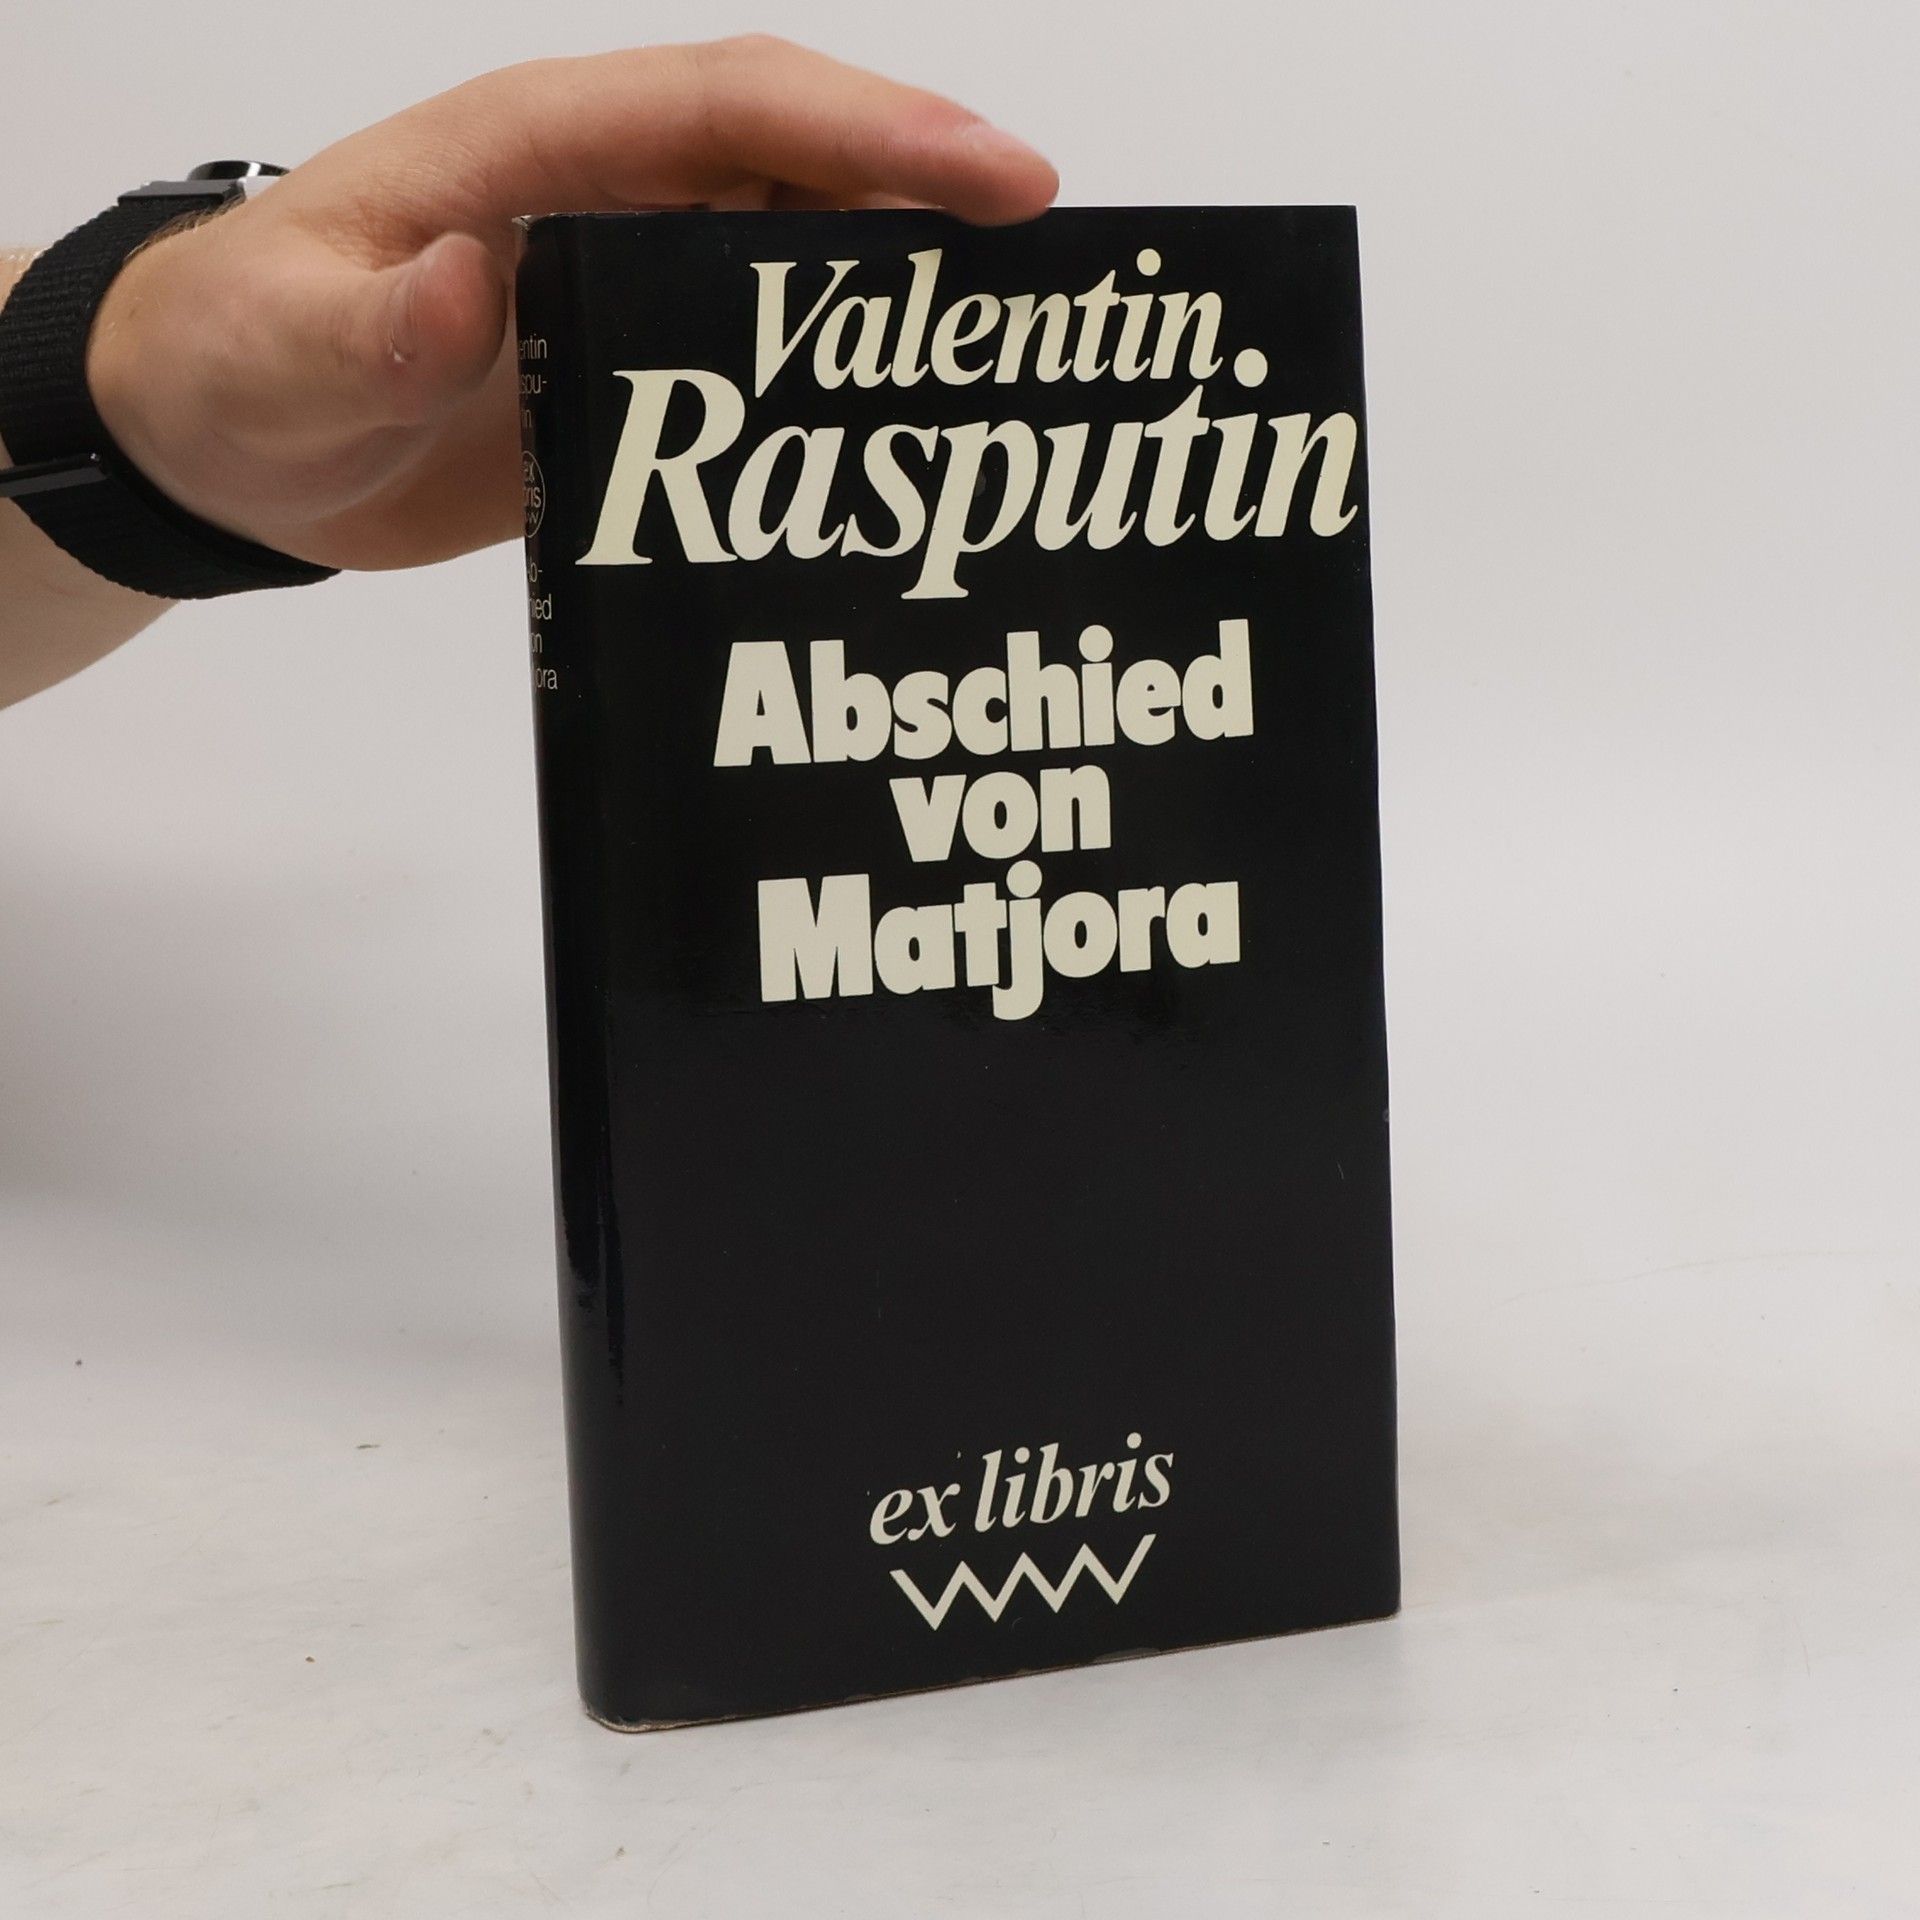 Valentin
Rasputin
Abschied
von
Matjora
ex libris